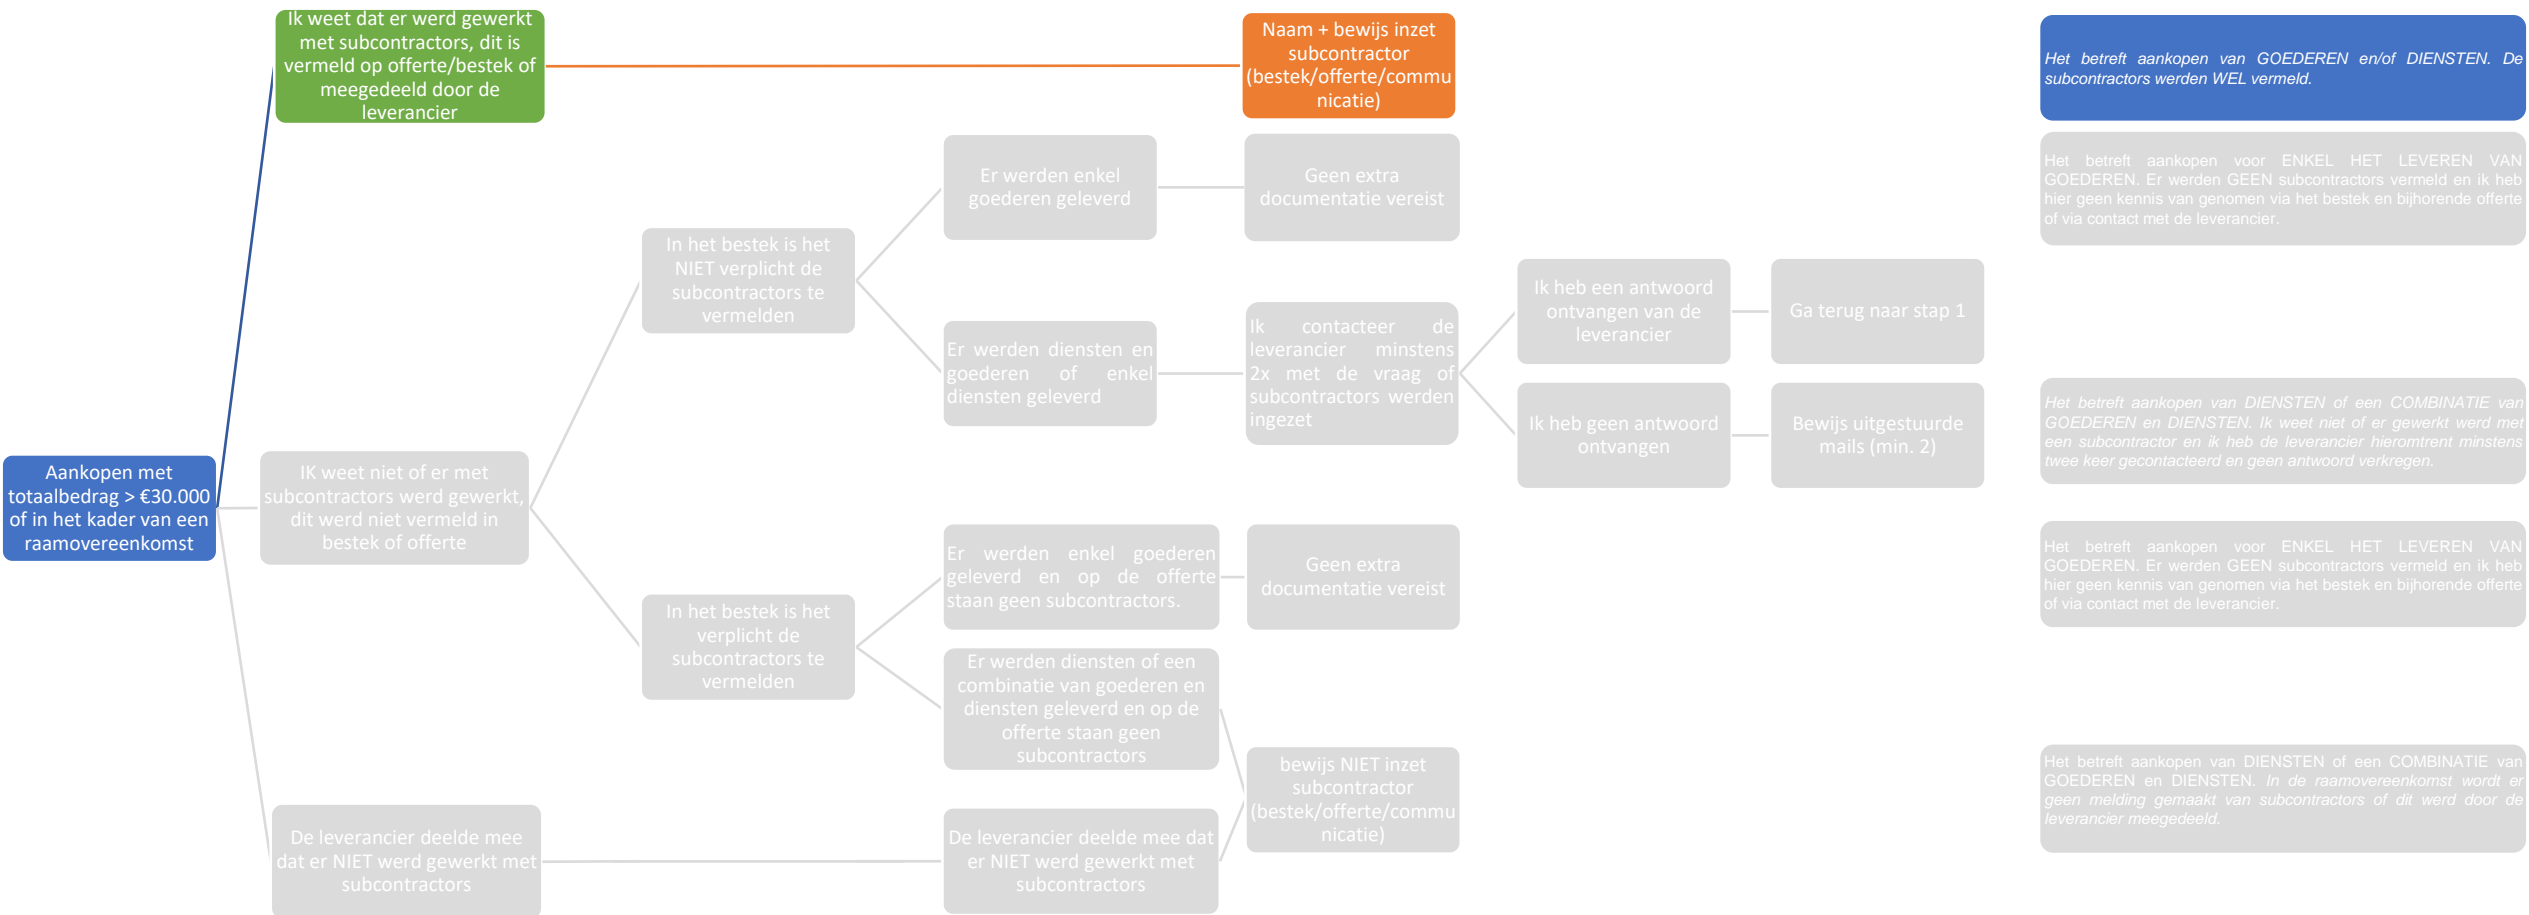 Ik weet dat er werd gewerkt
met subcontractors, dit is
vermeld op offerte/bestek of
meegedeeld door de
leverancier
Naam + bewijs inzet
subcontractor
(bestek/offerte/commu
nicatie)
Het betreft aankopen van GOEDEREN en/of DIENSTEN. De
subcontractors werden WEL vermeld.
Er werden enkel
goederen geleverd
Geen extra
documentatie vereist
Het betreft aankopen voor ENKEL HET LEVEREN VAN
GOEDEREN. Er werden GEEN subcontractors vermeld en ik heb
hier geen kennis van genomen via het bestek en bijhorende offerte
of via contact met de leverancier.
In het bestek is het
NIET verplicht de
subcontractors te
vermelden
Er werden diensten en
goederen of enkel
diensten geleverd
Ik contacteer de
leverancier minstens
2x met de vraag of
subcontractors werden
ingezet
Ik heb een antwoord
ontvangen van de
leverancier
Ga terug naar stap 1
Ik heb geen antwoord
ontvangen
Bewijs uitgestuurde
mails (min. 2)
Het betreft aankopen van DIENSTEN of een COMBINATIE van
GOEDEREN en DIENSTEN. Ik weet niet of er gewerkt werd met
een subcontractor en ik heb de leverancier hieromtrent minstens
twee keer gecontacteerd en geen antwoord verkregen.
Aankopen met
totaalbedrag > €30.000
of in het kader van een
raamovereenkomst
IK weet niet of er met
subcontractors werd gewerkt,
dit werd niet vermeld in
bestek of offerte
Er werden enkel goederen
geleverd en op de offerte
staan geen subcontractors.
Geen extra
documentatie vereist
Het betreft aankopen voor ENKEL HET LEVEREN VAN
GOEDEREN. Er werden GEEN subcontractors vermeld en ik heb
hier geen kennis van genomen via het bestek en bijhorende offerte
of via contact met de leverancier.
In het bestek is het
verplicht de
subcontractors te
vermelden
Er werden diensten of een
combinatie van goederen en
diensten geleverd en op de
offerte staan geen
subcontractors
bewijs NIET inzet
subcontractor
(bestek/offerte/commu
nicatie)
Het betreft aankopen van DIENSTEN of een COMBINATIE van
GOEDEREN en DIENSTEN. In de raamovereenkomst wordt er
geen melding gemaakt van subcontractors of dit werd door de
leverancier meegedeeld.
De leverancier deelde mee
dat er NIET werd gewerkt met
subcontractors
De leverancier deelde mee dat
er NIET werd gewerkt met
subcontractors